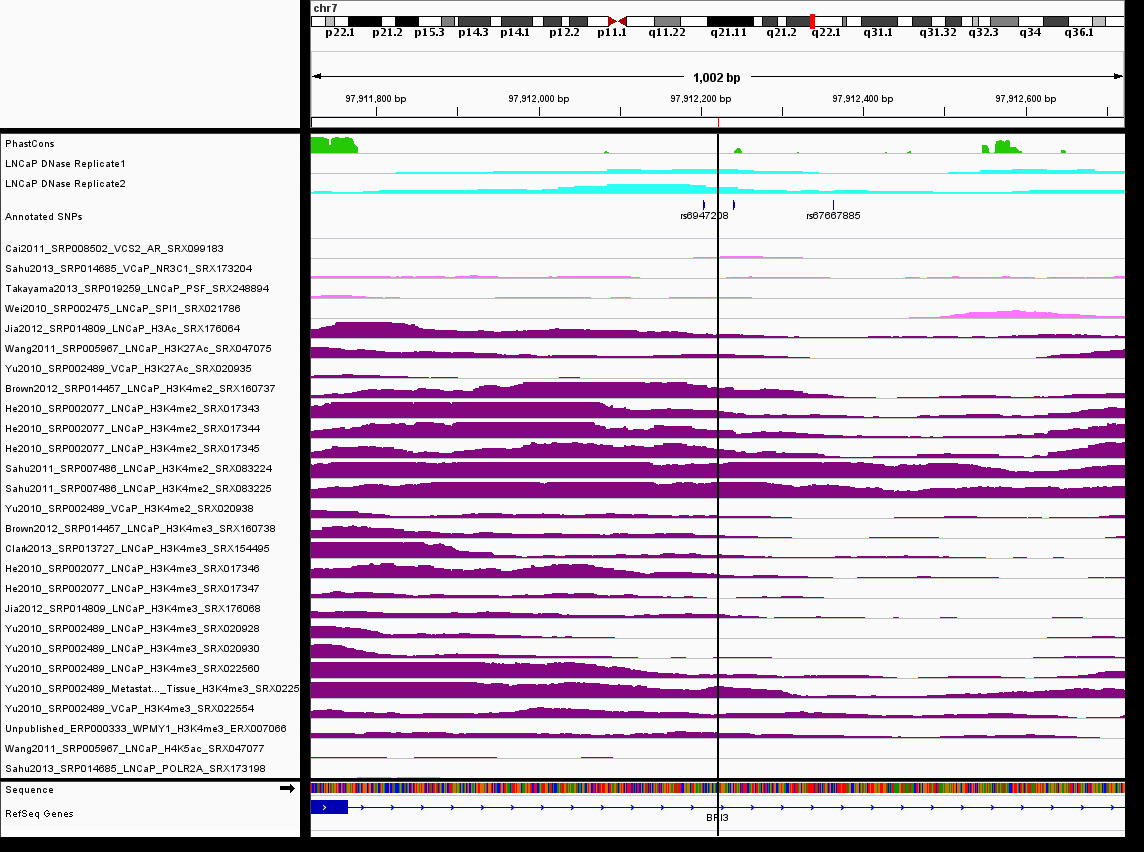 chr7
p22.1 p21.2 p15.3 p14.3 p14.1 p12.2 p11.1 q11.22 q21.11 q21.2 q22.1 q31.1 q31.32 q32.3 q34 q36.1
1,002 bp
97,911,800 bp 97,912,000 bp 97,912,200 bp 97,912,400 bp 97,912,600 bp
PhastCons
LNCaP DNase Replicate1
LNCaP DNase Replicate2
Annotated SNPs
rs6947208 rs67667885
Cai2011_SRP008502_VCS2_AR_SRX099183
Sahu2013_SRP014685_VCaP_NR3C1_SRX173204
Takayama2013_SRP019259_LNCaP_PSF_SRX248894
Wei2010_SRP002475_LNCaP_SPI1_SRX021786
Jia2012_SRP014809_LNCaP_H3Ac_SRX176064
Wang2011_SRP005967_LNCaP_H3K27Ac_SRX047075
Yu2010_SRP002489_VCaP_H3K27Ac_SRX020935
Brown2012_SRP014457_LNCaP_H3K4me2_SRX160737
He2010_SRP002077_LNCaP_H3K4me2_SRX017343
He2010_SRP002077_LNCaP_H3K4me2_SRX017344
He2010_SRP002077_LNCaP_H3K4me2_SRX017345
Sahu2011_SRP007486_LNCaP_H3K4me2_SRX083224
Sahu2011_SRP007486_LNCaP_H3K4me2_SRX083225
Yu2010_SRP002489_VCaP_H3K4me2_SRX020938
Brown2012_SRP014457_LNCaP_H3K4me3_SRX160738
Clark2013_SRP013727_LNCaP_H3K4me3_SRX154495
He2010_SRP002077_LNCaP_H3K4me3_SRX017346
He2010_SRP002077_LNCaP_H3K4me3_SRX017347
Jia2012_SRP014809_LNCaP_H3K4me3_SRX176068
Yu2010_SRP002489_LNCaP_H3K4me3_SRX020928
Yu2010_SRP002489_LNCaP_H3K4me3_SRX020930
Yu2010_SRP002489_LNCaP_H3K4me3_SRX022560
Yu2010_SRP002489_Metastat..._Tissue_H3K4me3_SRX0225
Yu2010_SRP002489_VCaP_H3K4me3_SRX022554
Unpublished_ERP000333_WPMY1_H3K4me3_ERX007066
Wang2011_SRP005967_LNCaP_H4K5ac_SRX047077
Sahu2013_SRP014685_LNCaP_POLR2A_SRX173198
Sequence
RefSeq Genes
BRI3